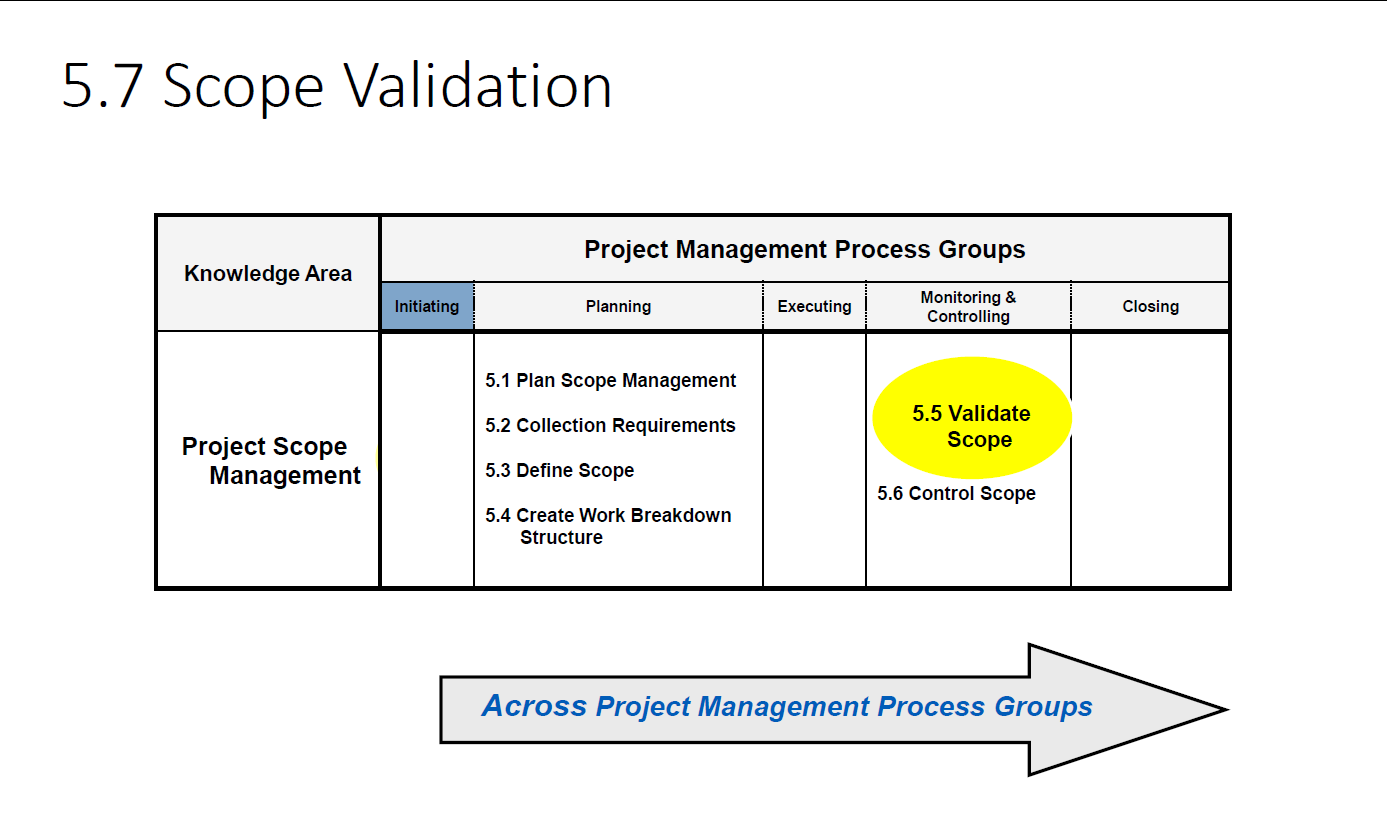 5.7 Scope Validation
Knowledge Area
Project Management Process Groups
Initiating
Planning
Executing
Monitoring &
Controlling
Closing
Project Scope
Management
5.1 Plan Scope Management
5.2 Collection Requirements
5.3 Define Scope
5.4 Create Work Breakdown
Structure
5.5 Validate
Scope
5.6 Control Scope
Across Project Management Process Groups